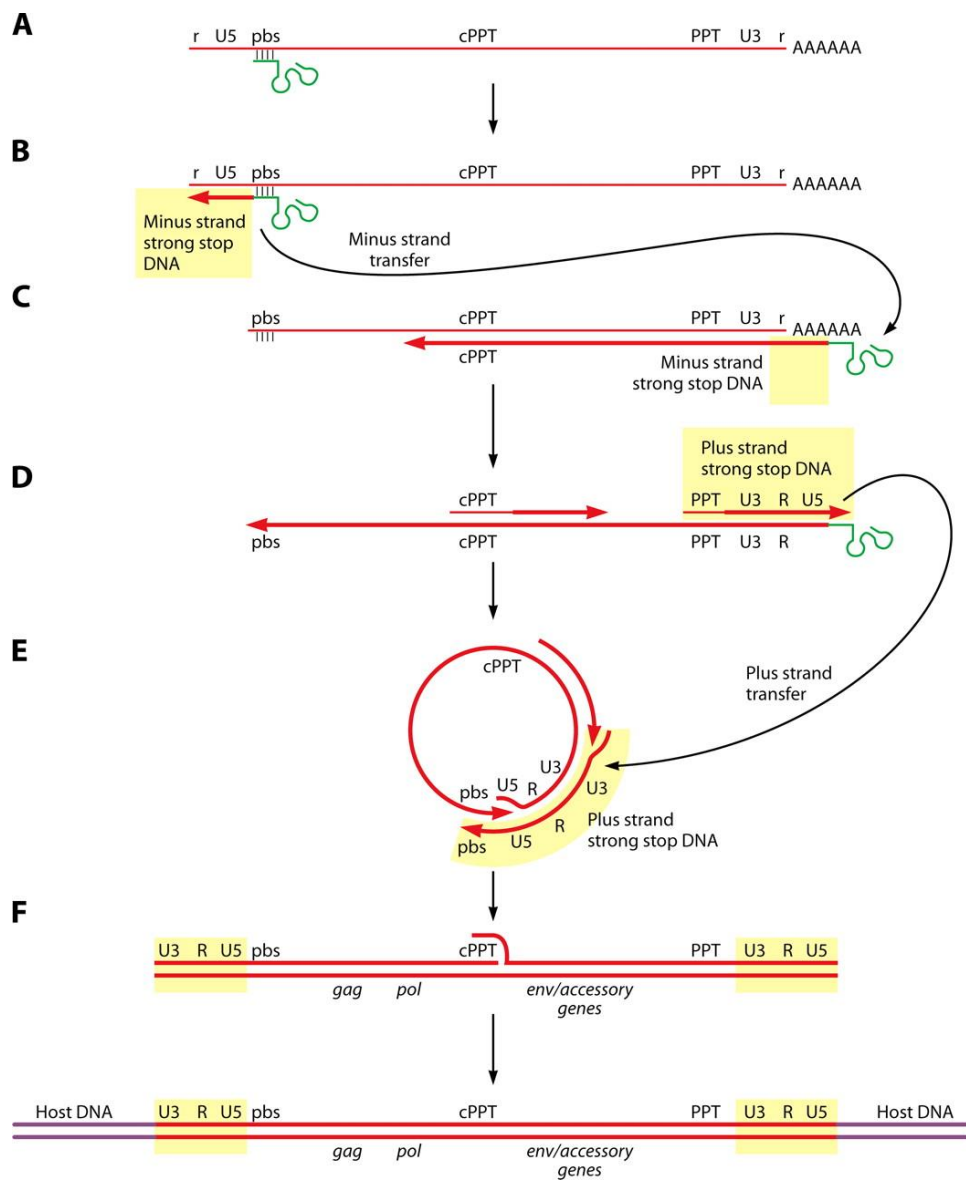 A
r U5 pbs cPPT PPT U3 r AAAAAA
B
r U5 pbs cPPT PPT U3 r AAAAAA
Minus strand
strong stop
DNA
Minus strand
transfer
C
pbs cPPT PPT U3 r AAAAAA
cPPT
Minus strand
strong stop DNA
Plus strand
strong stop DNA
D
cPPT PPT U3 R U5
pbs cPPT PPT U3 R
E
cPPT
Plus strand
transfer
pbs U5 R U3
U3
R
U5
pbs
Plus strand
strong stop DNA
F
U3 R U5 pbs cPPT PPT U3 R U5
gag pol env/accessory
genes
Host DNA U3 R U5 pbs cPPT PPT U3 R U5 Host DNA
gag pol env/accessory
genes